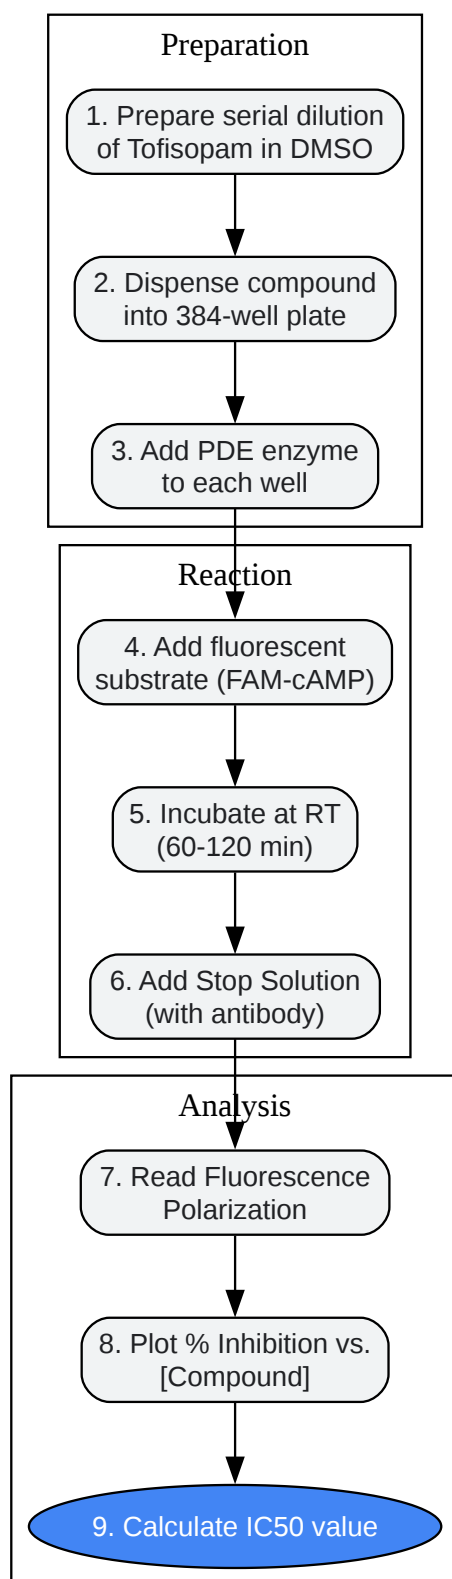 Preparation
1. Prepare serial dilution
of Tofisopam in DMSO
2. Dispense compound
into 384-well plate
3. Add PDE enzyme
to each well
Reaction
4. Add fluorescent
substrate (FAM-cAMP)
5. Incubate at RT
(60-120 min)
6. Add Stop Solution
(with antibody)
Analysis
7. Read Fluorescence
Polarization
8. Plot % Inhibition vs.
[Compound]
9. Calculate IC50 value